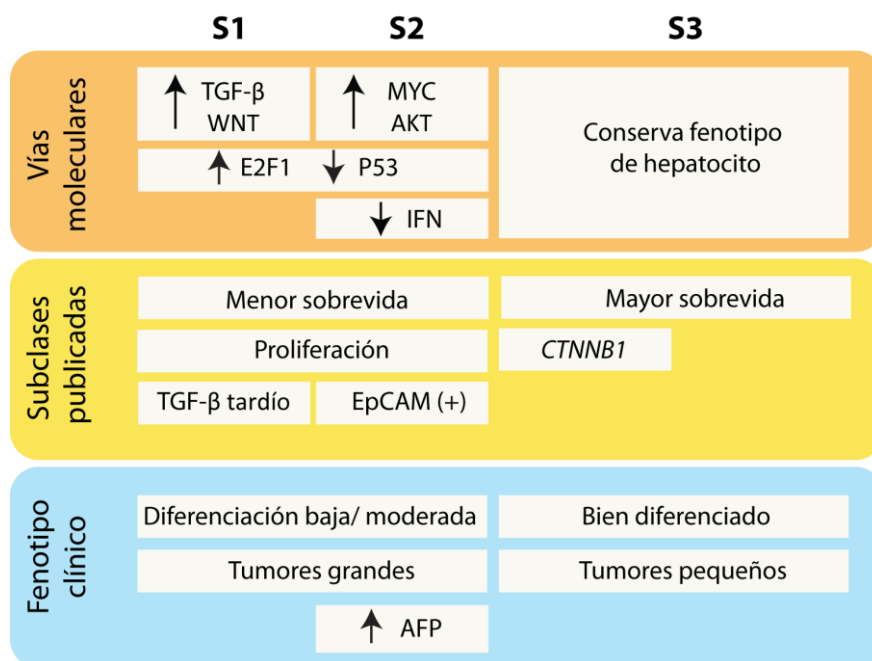 S1 S2 S3
Vías
moleculares
↑ TGF-β
WNT
↑ MYC
AKT
↑ E2F1 ↓ P53
↓ IFN
Conserva fenotipo
de hepatocito
Subclases
publicadas
Menor sobrevida
Mayor sobrevida
Proliferación
CTNNB1
TGF-β tardío
EpCAM (+)
Fenotipo
clínico
Diferenciación baja/ moderada
Bien diferenciado
Tumores grandes
Tumores pequeños
↑ AFP